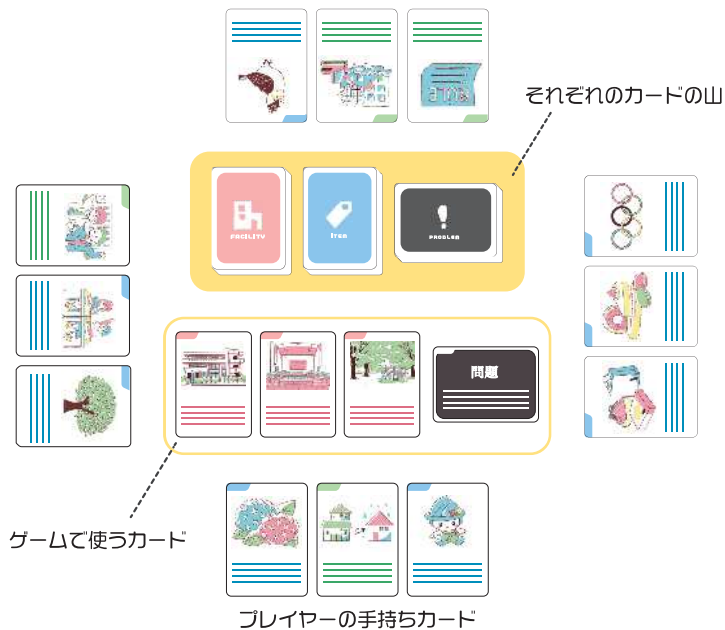 それぞれのカードの山
FACILITY
ITEM
PROBLEM
問題
ゲームで使うカード
プレイヤーの手持ちカード